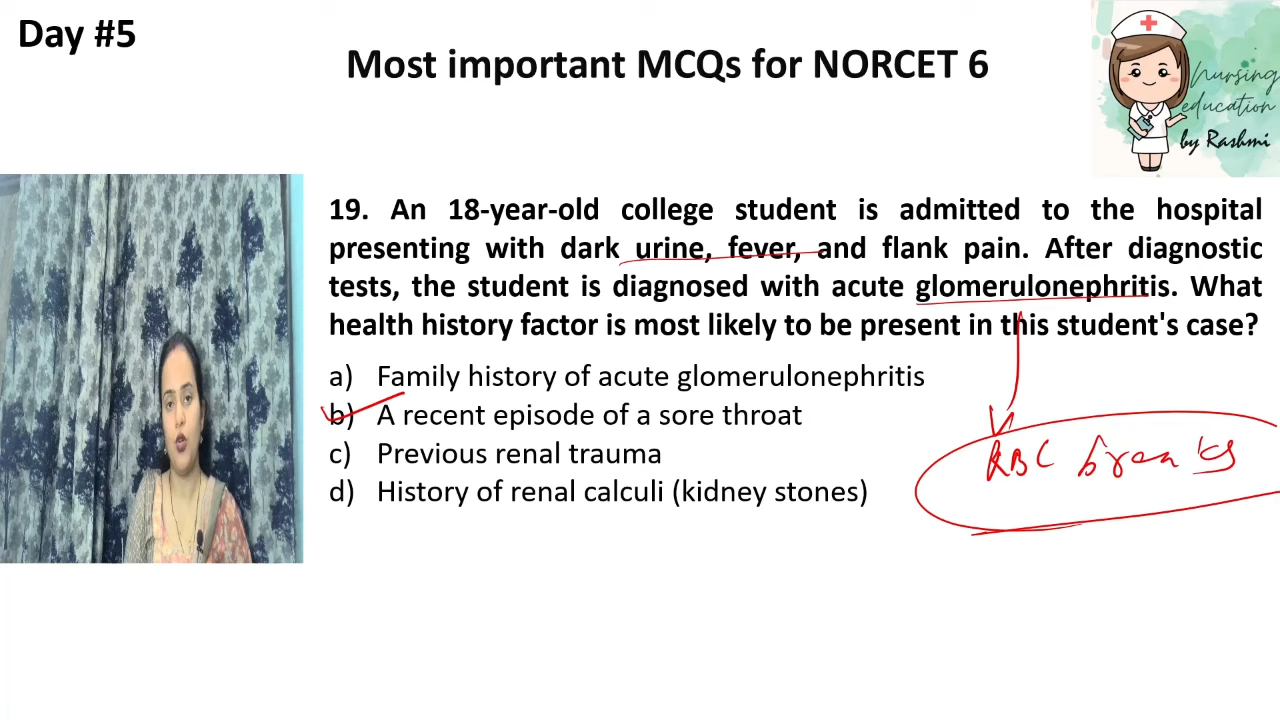 Day #5
Most important MCQs for NORCET 6
Nursing
education
by Rashmi
19. An 18-year-old college student is admitted to the hospital
presenting with dark urine, fever, and flank pain. After diagnostic
tests, the student is diagnosed with acute glomerulonephritis. What
health history factor is most likely to be present in this student's case?
a) Family history of acute glomerulonephritis
b) A recent episode of a sore throat
c) Previous renal trauma
d) History of renal calculi (kidney stones)
RBC